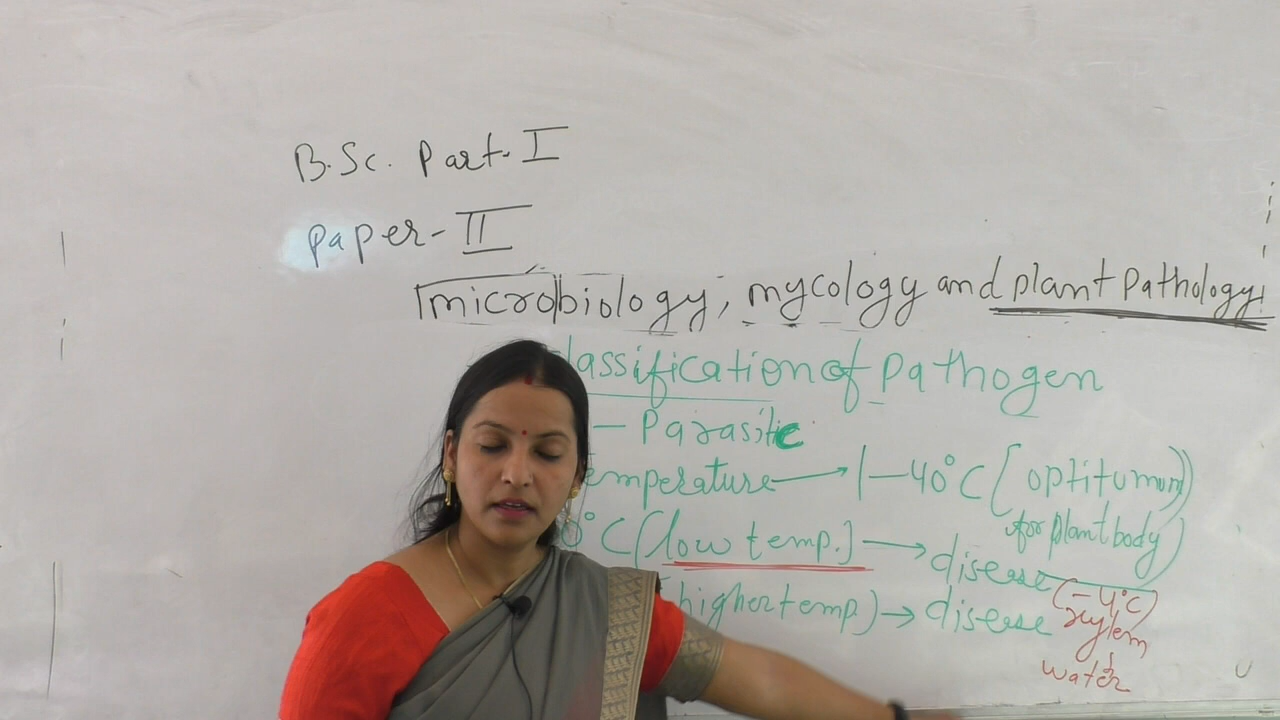 B.Sc. Part-I
Paper-II
microbiology, mycology and plant Pathology
lassification of Pathogen
- Parasitic
emperature → 1-40°C (optitumum)
for plant body)
0°C (low temp.) → disease
(higher temp) → disease
(-4°C)
xylem
water